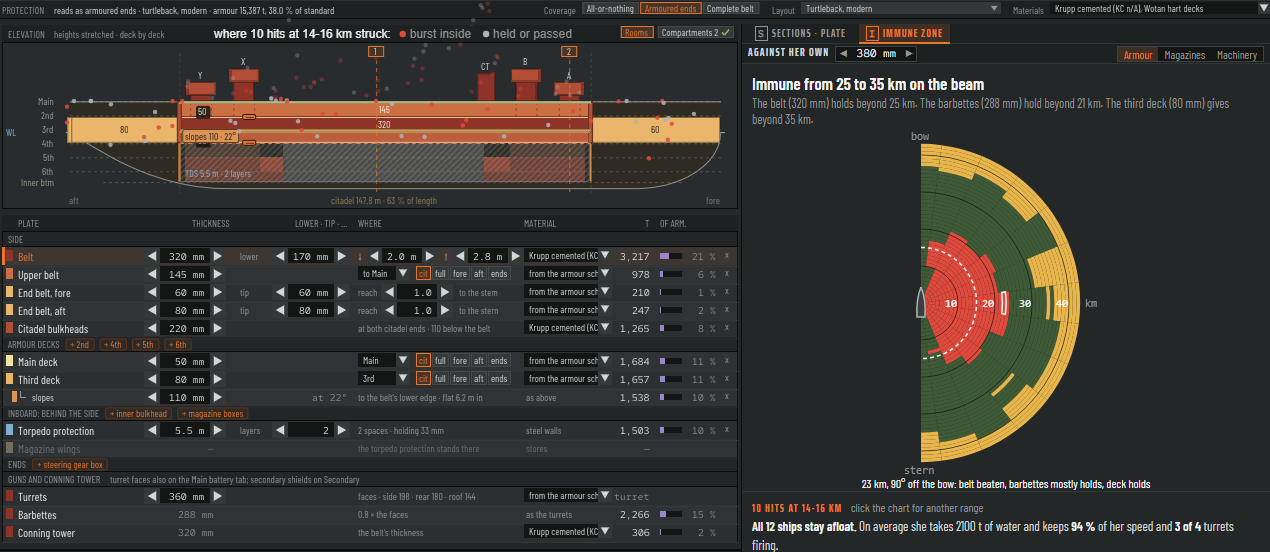 PROTECTION reads as armoured ends · turtleback, modern · armour 15,387 t, 38.0 % of standard Coverage All-or-nothing Armoured ends Complete belt Layout Turtleback, modern Materials Krupp cemented (KC n/A), Wotan hart decks
ELEVATION heights stretched · deck by deck where 10 hits at 14-16 km struck: burst inside held or passed Rooms Compartments 2 ✓
1 2
Y X CT B A
Main
2nd
3rd
4th
5th
6th
Inner btm
WL
50 145
80 320 60
slopes 110 · 22°
TDS 5.5 m · 2 layers
aft citadel 147.8 m · 63 % of length fore
PLATE THICKNESS LOWER · TIP · ... WHERE MATERIAL T OF ARM.
SIDE
Belt 320 mm lower 170 mm ↓ 2.0 m ↑ 2.8 m Krupp cemented (KC 3,217 21 % x
Upper belt 145 mm to Main cit full fore aft ends from the armour sch 978 6 % x
End belt, fore 60 mm tip 60 mm reach 1.0 to the stem from the armour sch 210 1 % x
End belt, aft 80 mm tip 80 mm reach 1.0 to the stern from the armour sch 247 2 % x
Citadel bulkheads 220 mm at both citadel ends · 110 below the belt Krupp cemented (KC 1,265 8 % x
ARMOUR DECKS + 2nd + 4th + 5th + 6th
Main deck 50 mm Main cit full fore aft ends from the armour sch 1,684 11 % x
Third deck 80 mm 3rd cit full fore aft ends from the armour sch 1,657 11 % x
slopes 110 mm at 22° to the belt's lower edge · flat 6.2 m in as above 1,538 10 % x
INBOARD: BEHIND THE SIDE + inner bulkhead + magazine boxes
Torpedo protection 5.5 m layers 2 2 spaces · holding 33 mm steel walls 1,503 10 % x
Magazine wings — the torpedo protection stands there stores —
ENDS + steering gear box
GUNS AND CONNING TOWER turret faces also on the Main battery tab; secondary shields on Secondary
Turrets 360 mm faces · side 198 · rear 180 · roof 144 from the armour sch turret
Barbettes 288 mm 0.8 × the faces as the turrets 2,266 15 %
Conning tower 320 mm the belt's thickness Krupp cemented (KC 306 2 % x
S SECTIONS · PLATE I IMMUNE ZONE
AGAINST HER OWN 380 mm Armour Magazines Machinery
Immune from 25 to 35 km on the beam
The belt (320 mm) holds beyond 25 km. The barbettes (288 mm) hold beyond 21 km. The third deck (80 mm) gives
beyond 35 km.
bow
10 20 30 40 km
stern
23 km, 90° off the bow: belt beaten, barbettes mostly holds, deck holds
10 HITS AT 14-16 KM click the chart for another range
All 12 ships stay afloat. On average she takes 2100 t of water and keeps 94 % of her speed and 3 of 4 turrets
firing.